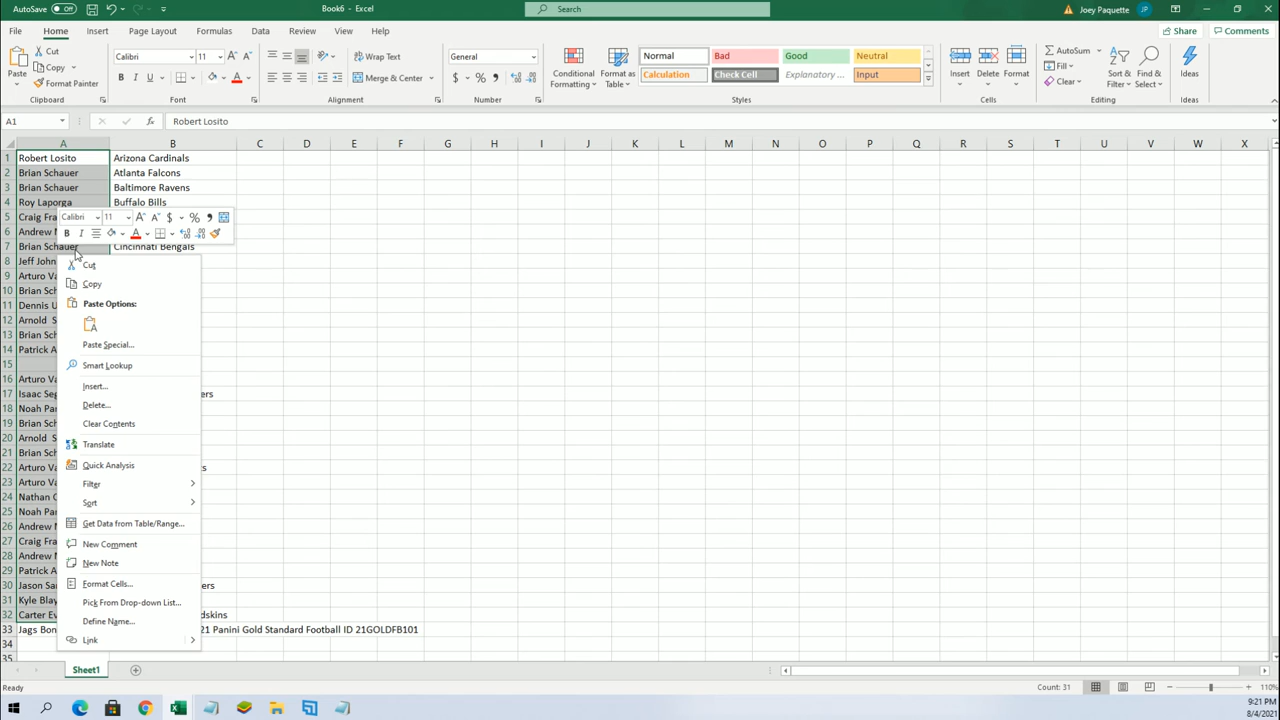 AutoSave Off Book6 - Excel Search Joey Paquette JP
File Home Insert Page Layout Formulas Data Review View Help Share Comments
Paste Cut Copy Format Painter Clipboard
Calibri 11 B I U Font
Wrap Text Merge & Center Alignment
General $ % Number
Conditional Formatting Format as Table
Normal Bad Good Neutral
Calculation Check Cell Explanatory ... Input
Styles
Insert Delete Format Cells
AutoSum Fill Clear Sort & Filter Find & Select Editing
Ideas Ideas
A1 fx Robert Losito
A B C D E F G H I J K L M N O P Q R S T U V W X
1 Robert Losito Arizona Cardinals
2 Brian Schauer Atlanta Falcons
3 Brian Schauer Baltimore Ravens
4 Roy Laporga Buffalo Bills
5 Craig Fra
6 Andrew
7 Brian Schauer Cincinnati Bengals
8 Jeff John
9 Arturo Va
10 Brian Sch
11 Dennis U
12 Arnold S
13 Brian Sch
14 Patrick A
15
16 Arturo Va
17 Isaac Seg ers
18 Noah Par
19 Brian Sch
20 Arnold S
21 Brian Sch
22 Arturo Va s
23 Arturo Va
24 Nathan
25 Noah Par
26 Andrew
27 Craig Fra
28 Andrew
29 Patrick A
30 Jason Sar ers
31 Kyle Blay
32 Carter Ev dskins
33 Jags Bon 21 Panini Gold Standard Football ID 21GOLDFB101
34
35
Calibri 11 A A $ % ,
B I A
Cut
Copy
Paste Options:
Paste Special...
Smart Lookup
Insert...
Delete...
Clear Contents
Translate
Quick Analysis
Filter
Sort
Get Data from Table/Range...
New Comment
New Note
Format Cells...
Pick From Drop-down List...
Define Name...
Link
Sheet1
Ready Count: 31 110%
9:21 PM
8/4/2021